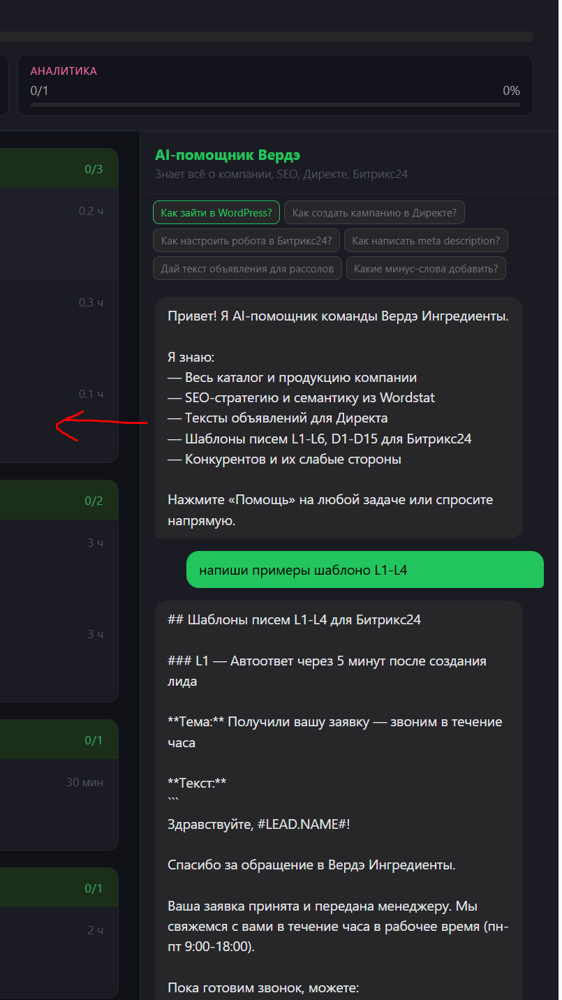 АНАЛИТИКА
0/1
0%
0/3
0.2 ч
0.3 ч
0.1 ч
0/2
3 ч
3 ч
0/1
30 мин
0/1
2 ч
AI-помощник Вердэ
Знает всё о компании, SEO, Директе, Битрикс24
Как зайти в WordPress?
Как создать кампанию в Директе?
Как настроить робота в Битрикс24?
Как написать meta description?
Дай текст объявления для рассолов
Какие минус-слова добавить?
Привет! Я AI-помощник команды Вердэ Ингредиенты.
Я знаю:
— Весь каталог и продукцию компании
— SEO-стратегию и семантику из Wordstat
— Тексты объявлений для Директа
— Шаблоны писем L1-L6, D1-D15 для Битрикс24
— Конкурентов и их слабые стороны
Нажмите «Помощь» на любой задаче или спросите
напрямую.
напиши примеры шаблоно L1-L4
## Шаблоны писем L1-L4 для Битрикс24
### L1 — Автоответ через 5 минут после создания
лида
**Тема:** Получили вашу заявку — звоним в течение
часа
**Текст:**
```
Здравствуйте, #LEAD.NAME#!
Спасибо за обращение в Вердэ Ингредиенты.
Ваша заявка принята и передана менеджеру. Мы
свяжемся с вами в течение часа в рабочее время (пн-
пт 9:00-18:00).
Пока готовим звонок, можете: